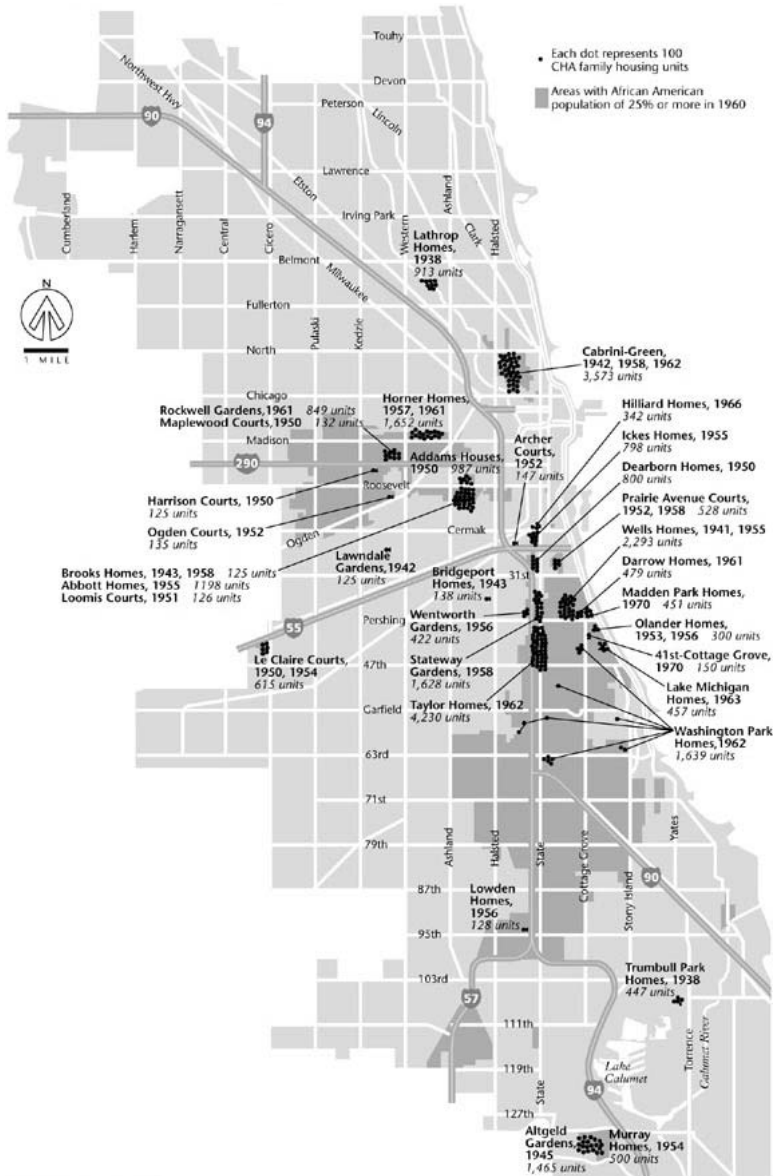 Each dot represents 100
CHA family housing units
Areas with African American
population of 25% or more in 1960
Touhy
Devon
Peterson
Northwest Hwy
Lincoln
90
94
Lawrence
Elston
Irving Park
Cumberland
Harlem
Narragansett
Central
Cicero
Western
Ashland
Clark
Halsted
Lathrop
Homes,
1938
913 units
Belmont
Milwaukee
N
1 MILE
Fullerton
Pulaski
Kedzie
North
Cabrini-Green,
1942, 1958, 1962
3,573 units
Chicago
Rockwell Gardens,1961 849 units
Maplewood Courts,1950 132 units
Horner Homes,
1957, 1961
1,652 units
Madison
290
Addams Houses,
1950 987 units
Archer
Courts,
1952
147 units
Hilliard Homes, 1966
342 units
Ickes Homes, 1955
798 units
Dearborn Homes, 1950
800 units
Prairie Avenue Courts,
1952, 1958 528 units
Wells Homes, 1941, 1955
2,293 units
Darrow Homes, 1961
479 units
Madden Park Homes,
1970 451 units
Olander Homes,
1953, 1956 300 units
41st-Cottage Grove,
1970 150 units
Lake Michigan
Homes, 1963
457 units
Washington Park
Homes,1962
1,639 units
Roosevelt
Harrison Courts, 1950
125 units
Ogden Courts, 1952
135 units
Ogden
Cermak
Brooks Homes, 1943, 1958 125 units
Abbott Homes, 1955 1198 units
Loomis Courts, 1951 126 units
Lawndale
Gardens,1942
125 units
Bridgeport
Homes, 1943
138 units
31st
55
Pershing
Wentworth
Gardens, 1956
422 units
Le Claire Courts,
1950, 1954
615 units
47th
Stateway
Gardens, 1958
1,628 units
Taylor Homes, 1962
4,230 units
Garfield
63rd
71st
79th
Ashland
Halsted
State
Cottage Grove
Stony Island
Yates
90
87th
Lowden
Homes,
1956
128 units
95th
103rd
57
Trumbull Park
Homes, 1938
447 units
111th
Torrence
Calumet River
119th
Lake
Calumet
State
94
127th
Altgeld
Gardens,
1945
1,465 units
Murray
Homes, 1954
500 units